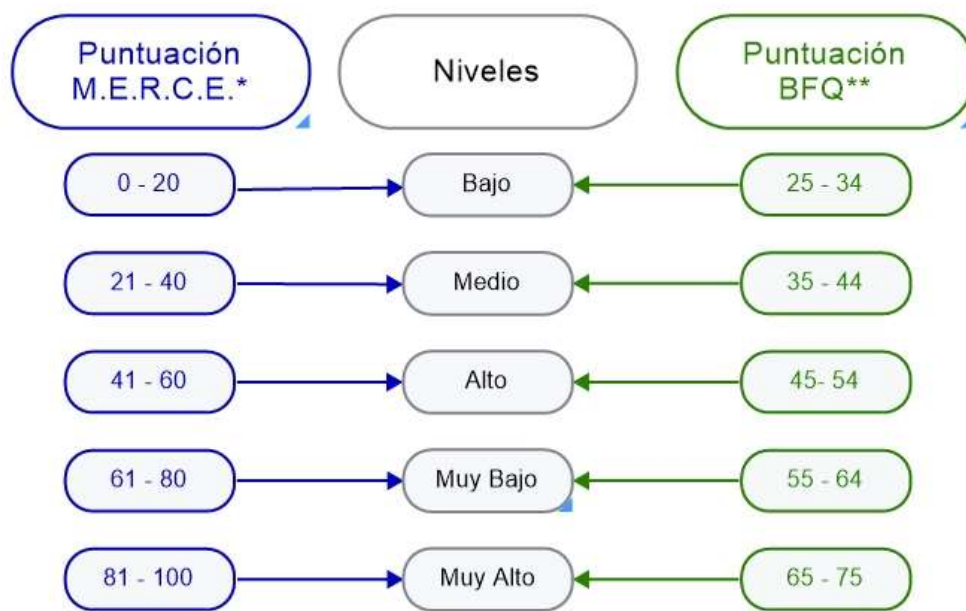 Puntuación
M.E.R.C.E.*
Niveles
Puntuación
BFQ**
0 - 20
Bajo
25 - 34
21 - 40
Medio
35 - 44
41 - 60
Alto
45- 54
61 - 80
Muy Bajo
55 - 64
81 - 100
Muy Alto
65 - 75